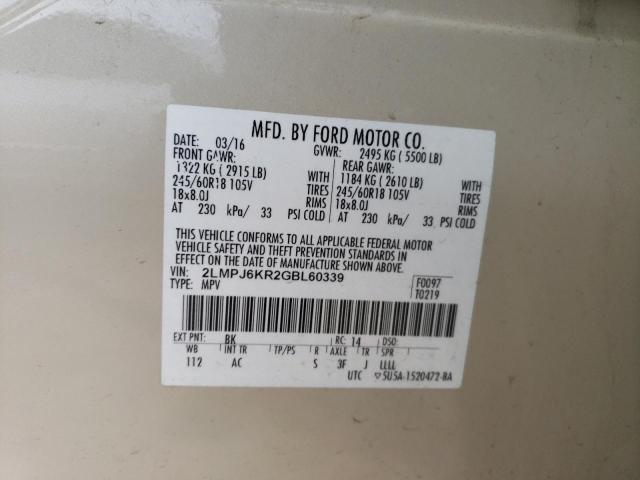 MFD. BY FORD MOTOR CO.
DATE: 03/16 GVWR: 2495 KG ( 5500 LB)
FRONT GAWR: REAR GAWR:
1322 KG ( 2915 LB) WITH 1184 KG ( 2610 LB) WITH
245/60R18 105V TIRES 245/60R18 105V TIRES
18x8.0J RIMS 18x8.0J RIMS
AT 230 kPa/ 33 PSI COLD AT 230 kPa/ 33 PSI COLD
THIS VEHICLE CONFORMS TO ALL APPLICABLE FEDERAL MOTOR
VEHICLE SAFETY AND THEFT PREVENTION STANDARDS IN
EFFECT ON THE DATE OF MANUFACTURE SHOWN ABOVE.
VIN: 2LMPJ6KR2GBL60339 F0097
TYPE: MPV T0219
EXT PNT: BK RC: 14 DSO:
WB INT TR TP/PS R AXLE TR SPR
112 AC S 3F J LLLL
UTC ▽5U5A-1520472-BA